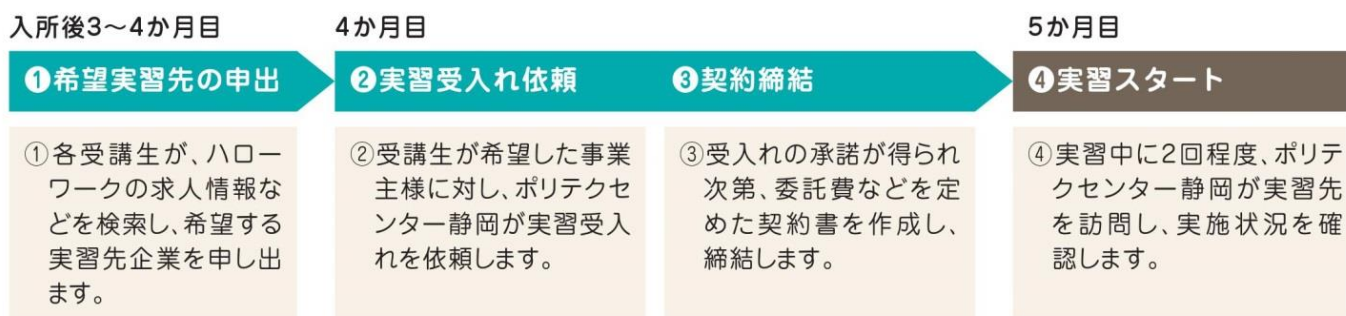 入所後3〜4か月目
4か月目
5か月目
❶希望実習先の申出
❷実習受入れ依頼
❸契約締結
❹実習スタート
①各受講生が、ハロー
ワークの求人情報な
どを検索し、希望する
実習先企業を申し出
ます。
②受講生が希望した事業
主様に対し、ポリテクセ
ンター静岡が実習受入
れを依頼します。
③受入れの承諾が得られ
次第、委託費などを定
めた契約書を作成し、
締結します。
④実習中に2回程度、ポリテ
クセンター静岡が実習先
を訪問し、実施状況を確
認します。